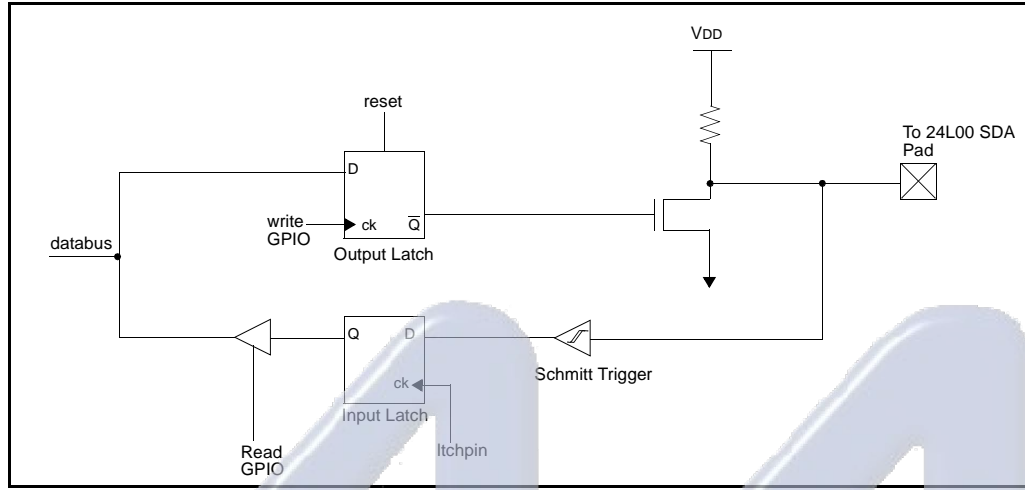 VDD
reset
To 24L00 SDA
Pad
D
write
GPIO
ck
Q
databus
Output Latch
Q
D
Schmitt Trigger
ck
Input Latch
Read
GPIO
ltchpin